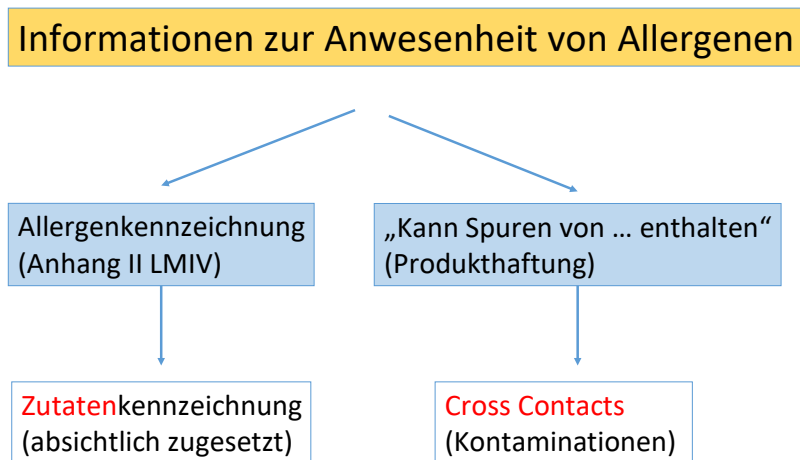 Informationen zur Anwesenheit von Allergenen
Allergenkennzeichnung
(Anhang II LMIV)
„Kann Spuren von … enthalten“
(Produkthaftung)
Zutatenkennzeichnung
(absichtlich zugesetzt)
Cross Contacts
(Kontaminationen)